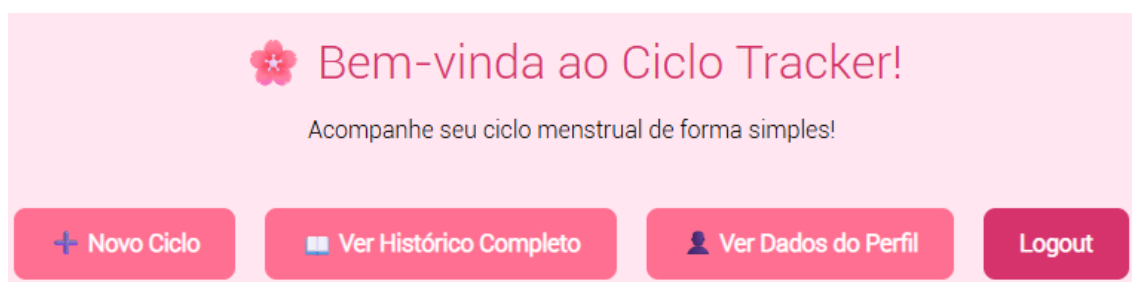 Bem-vinda ao Ciclo Tracker!
Acompanhe seu ciclo menstrual de forma simples!
Novo Ciclo Ver Histórico Completo Ver Dados do Perfil Logout